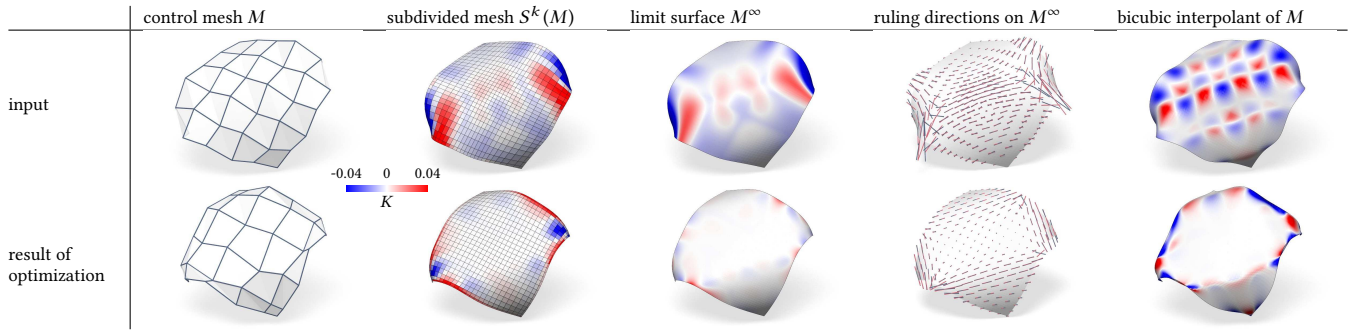 control mesh M
subdivided mesh S^k(M)
limit surface M^∞
ruling directions on M^∞
bicubic interpolant of M
input
-0.04 0 0.04
K
result of
optimization